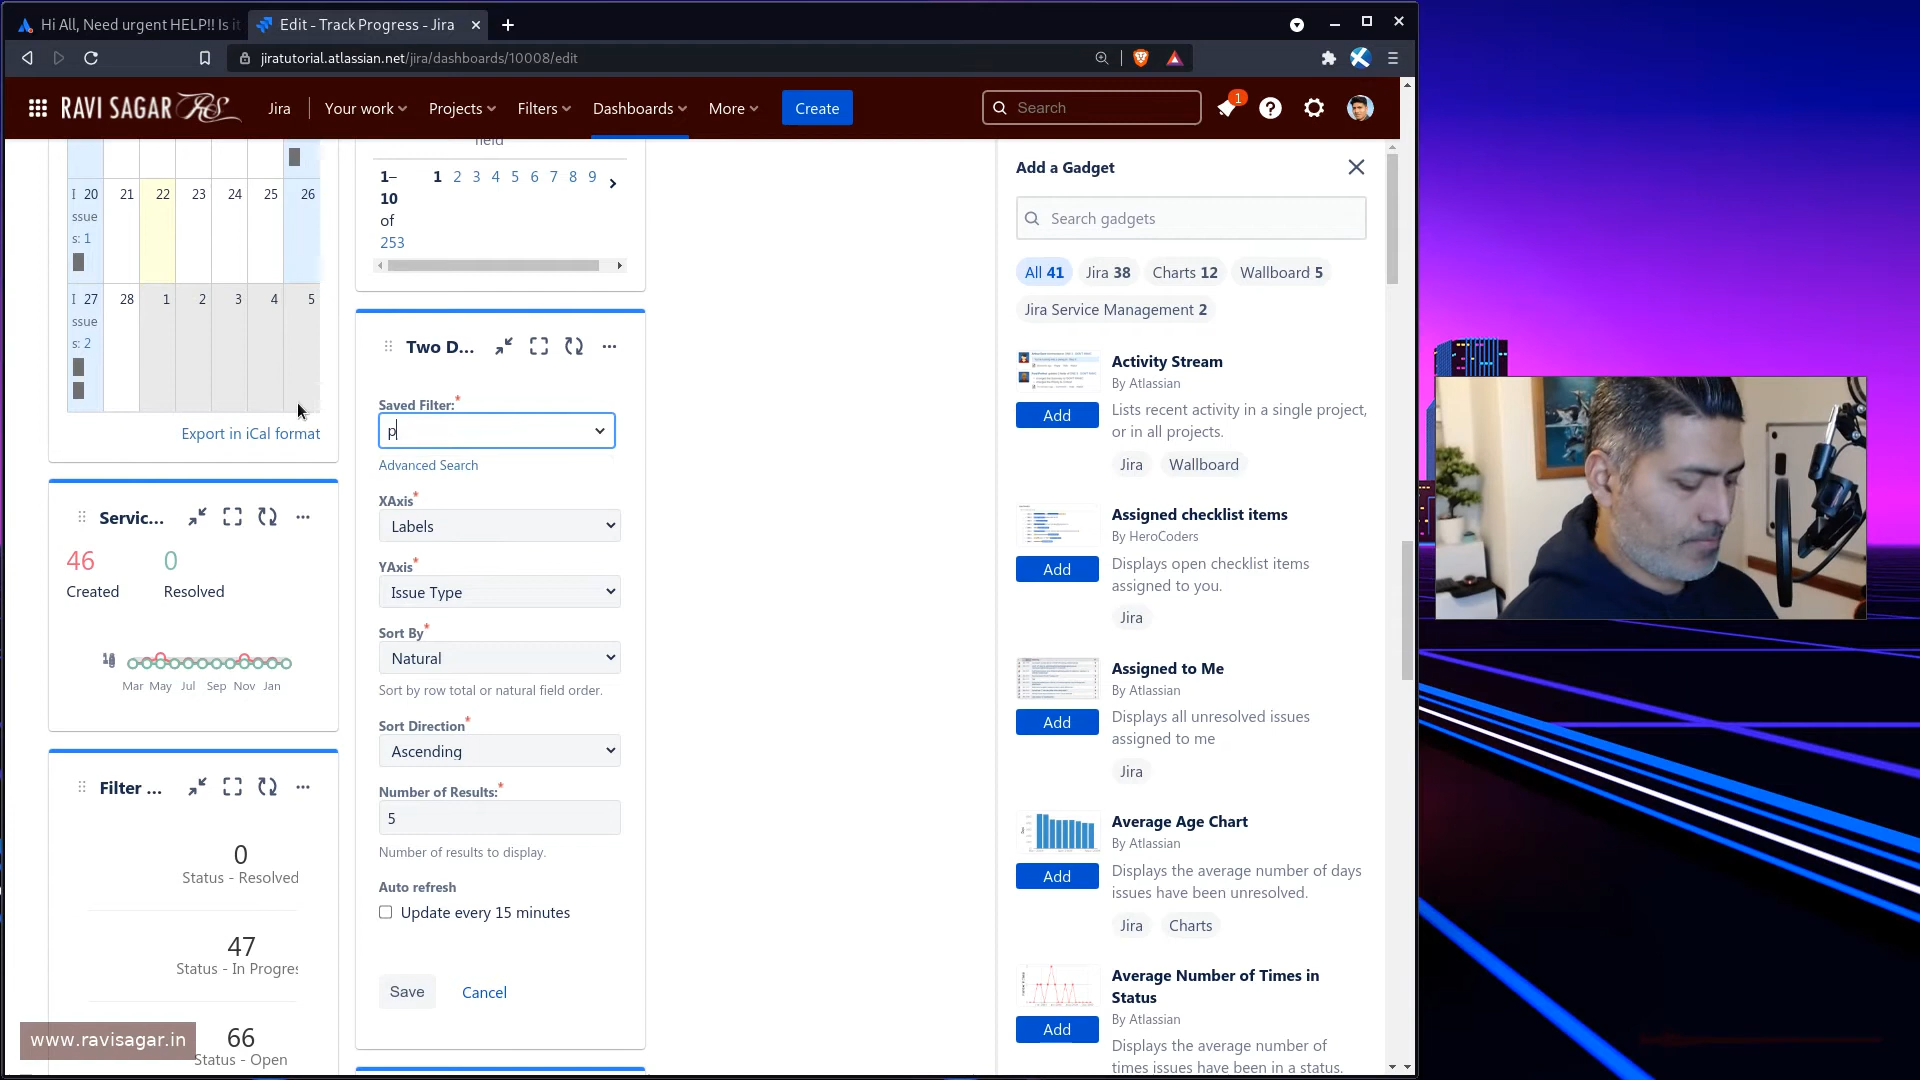 Hi All, Need urgent HELP!! Is it
Edit - Track Progress - Jira
jiratutorial.atlassian.net/jira/dashboards/10008/edit
RAVI SAGAR RS
Jira
Your work
Projects
Filters
Dashboards
More
Create
Search
1
field
1–
10
of
253
1 2 3 4 5 6 7 8 9
I 20 21 22 23 24 25 26
ssue
s: 1
I 27 28 1 2 3 4 5
ssue
s: 2
Export in iCal format
Servic...
46 0
Created Resolved
Mar May Jul Sep Nov Jan
Filter ...
0
Status - Resolved
47
Status - In Progres
66
Status - Open
www.ravisagar.in
Two D...
Saved Filter:*
p
Advanced Search
XAxis*
Labels
YAxis*
Issue Type
Sort By*
Natural
Sort by row total or natural field order.
Sort Direction*
Ascending
Number of Results:*
5
Number of results to display.
Auto refresh
Update every 15 minutes
Save Cancel
Add a Gadget
Search gadgets
All 41 Jira 38 Charts 12 Wallboard 5
Jira Service Management 2
Activity Stream
By Atlassian
Add
Lists recent activity in a single project,
or in all projects.
Jira Wallboard
Assigned checklist items
By HeroCoders
Add
Displays open checklist items
assigned to you.
Jira
Assigned to Me
By Atlassian
Add
Displays all unresolved issues
assigned to me
Jira
Average Age Chart
By Atlassian
Add
Displays the average number of days
issues have been unresolved.
Jira Charts
Average Number of Times in
Status
By Atlassian
Add
Displays the average number of
times issues have been in a status.